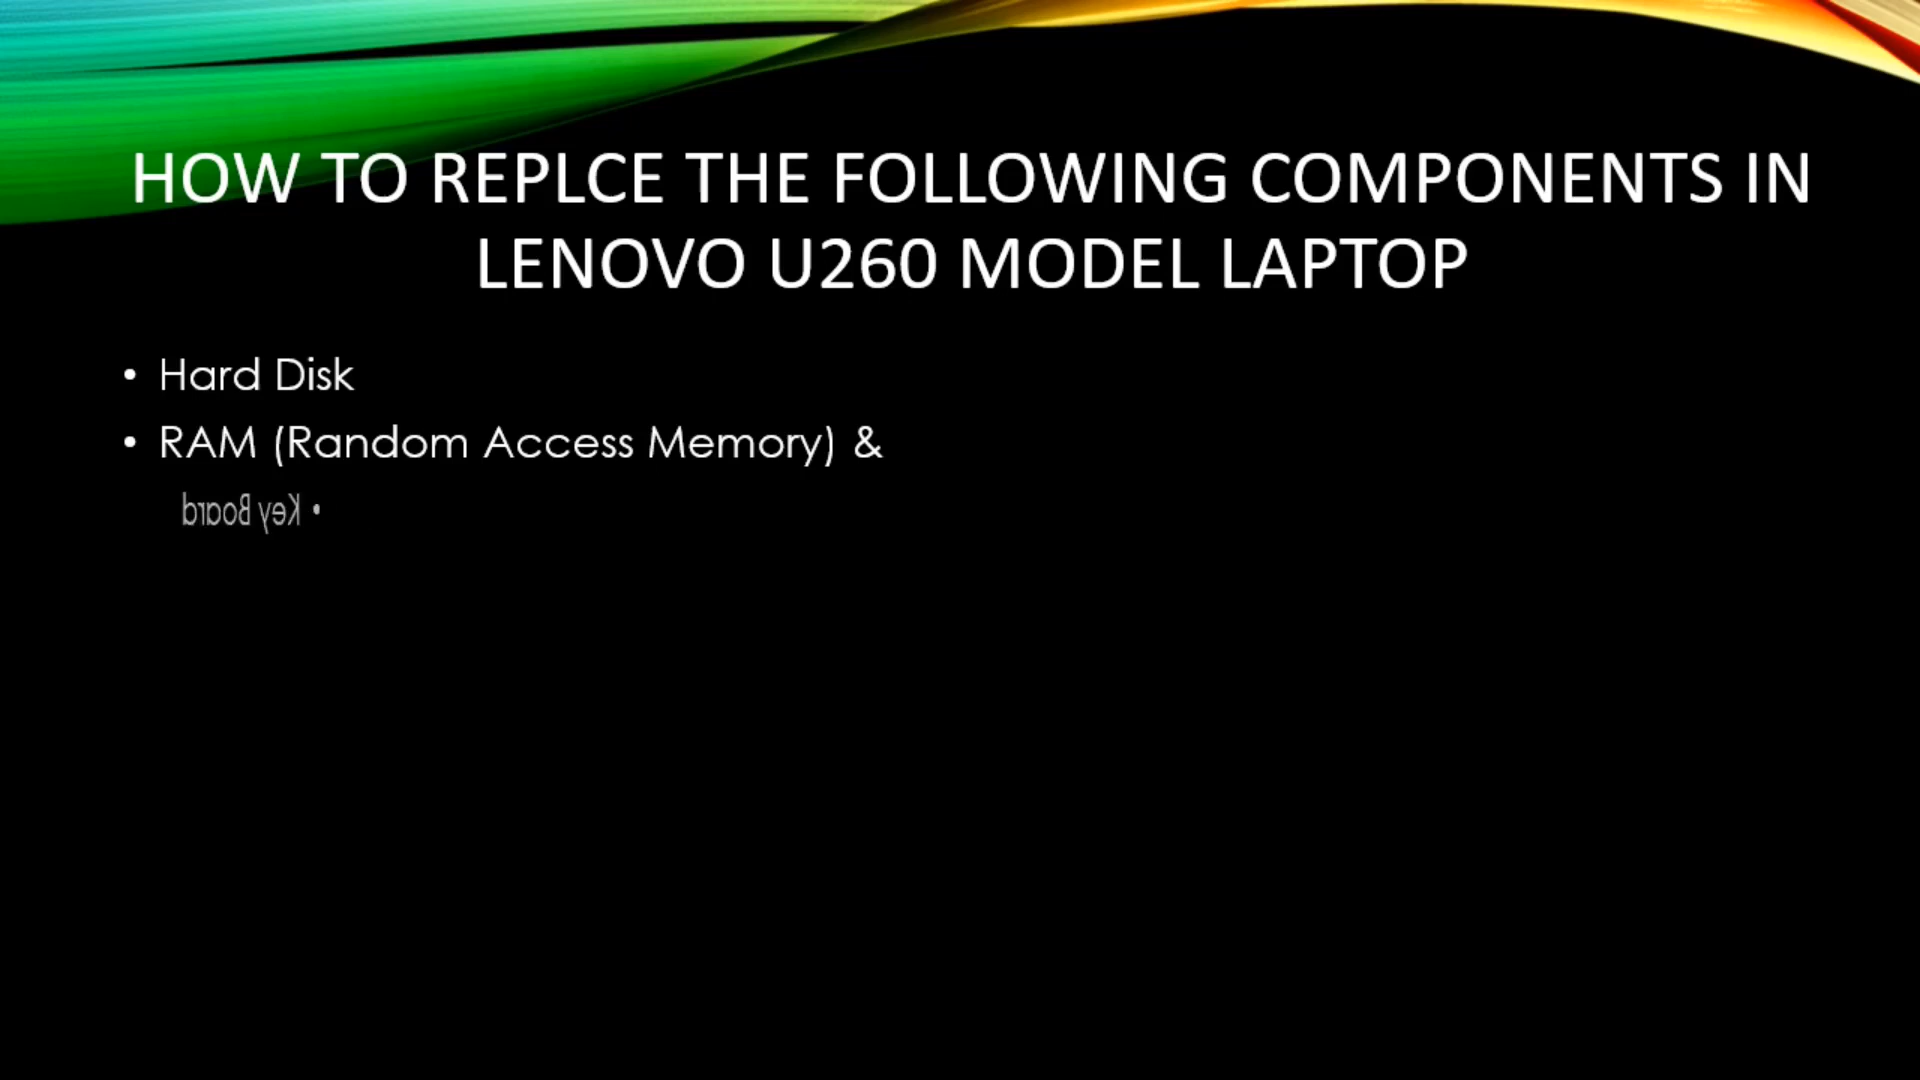 HOW TO REPLCE THE FOLLOWING COMPONENTS IN
LENOVO U260 MODEL LAPTOP
• Hard Disk
• RAM (Random Access Memory) &
• Key Board